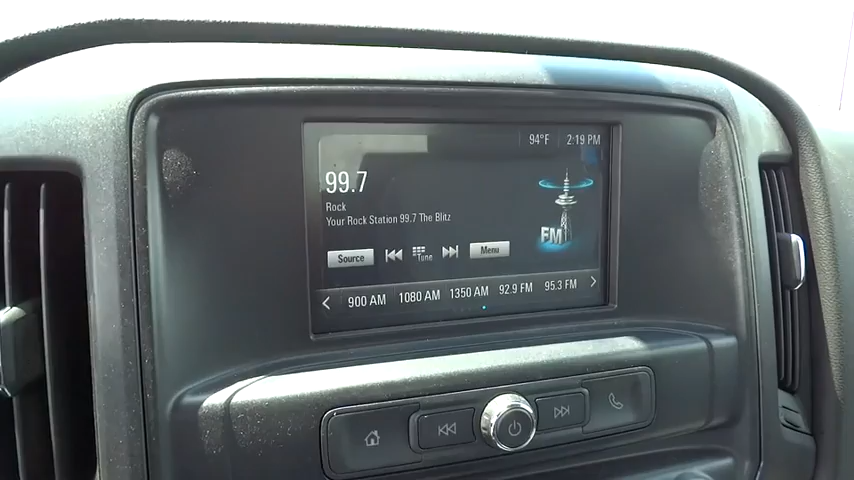 94°F 2:19 PM
99.7
Rock
Your Rock Station 99.7 The Blitz
FM
Source Tune Menu
900 AM 1080 AM 1350 AM 92.9 FM 95.3 FM